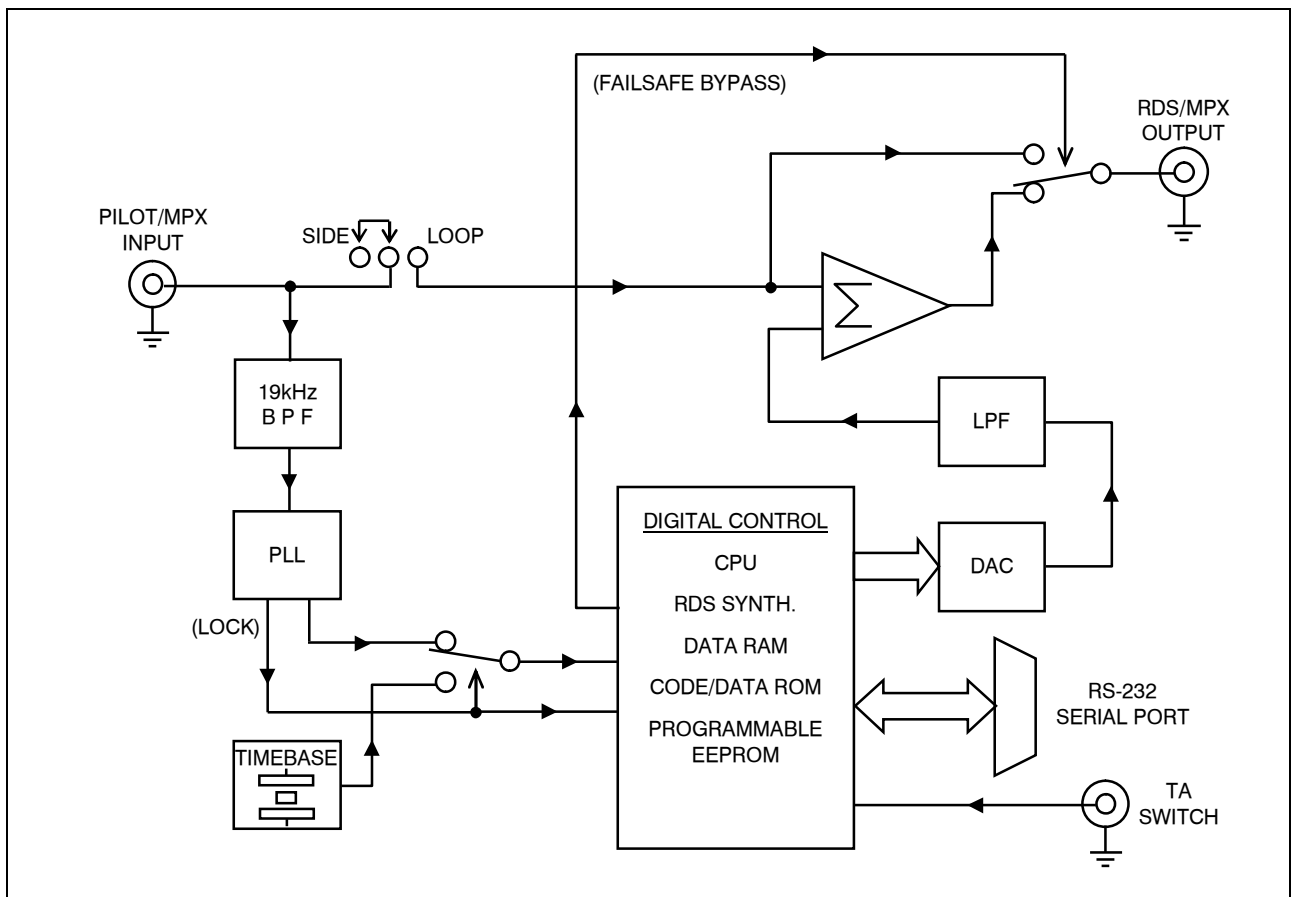 (FAILSAFE BYPASS)
RDS/MPX
OUTPUT
PILOT/MPX
INPUT
SIDE
LOOP
19kHz
B P F
LPF
PLL
(LOCK)
TIMEBASE
DIGITAL CONTROL
CPU
RDS SYNTH.
DATA RAM
CODE/DATA ROM
PROGRAMMABLE
EEPROM
DAC
RS-232
SERIAL PORT
TA
SWITCH